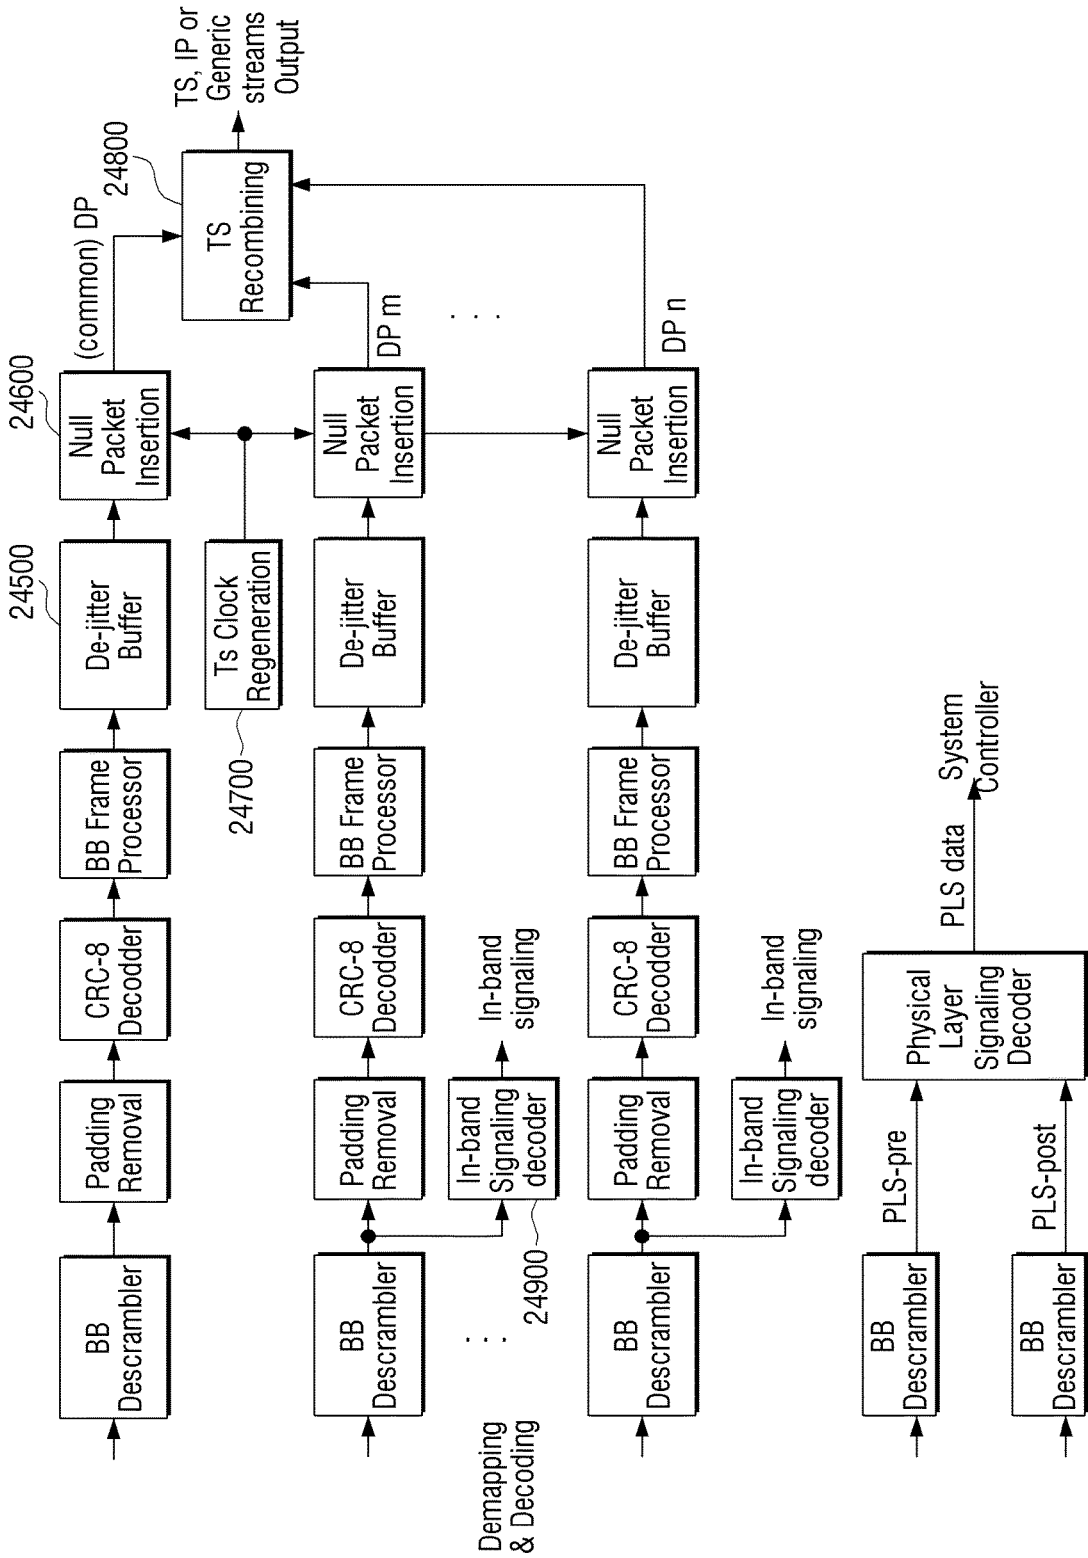 BB
Descrambler
Padding
Removal
CRC-8
Decodder
BB Frame
Processor
De-jitter
Buffer
24500
Null
Packet
Insertion
24600
(common) DP
TS
Recombining
24800
TS, IP or
Generic
streams
Output
Ts Clock
Regeneration
24700
Demapping
& Decoding
BB
Descrambler
. . .
Padding
Removal
In-band
Signaling
decoder
24900
In-band
signaling
CRC-8
Decodder
BB Frame
Processor
De-jitter
Buffer
Null
Packet
Insertion
DP m
. . .
BB
Descrambler
Padding
Removal
In-band
Signaling
decoder
In-band
signaling
CRC-8
Decodder
BB Frame
Processor
De-jitter
Buffer
Null
Packet
Insertion
DP n
BB
Descrambler
PLS-pre
BB
Descrambler
PLS-post
Physical
Layer
Signaling
Decoder
PLS data
System
Controller